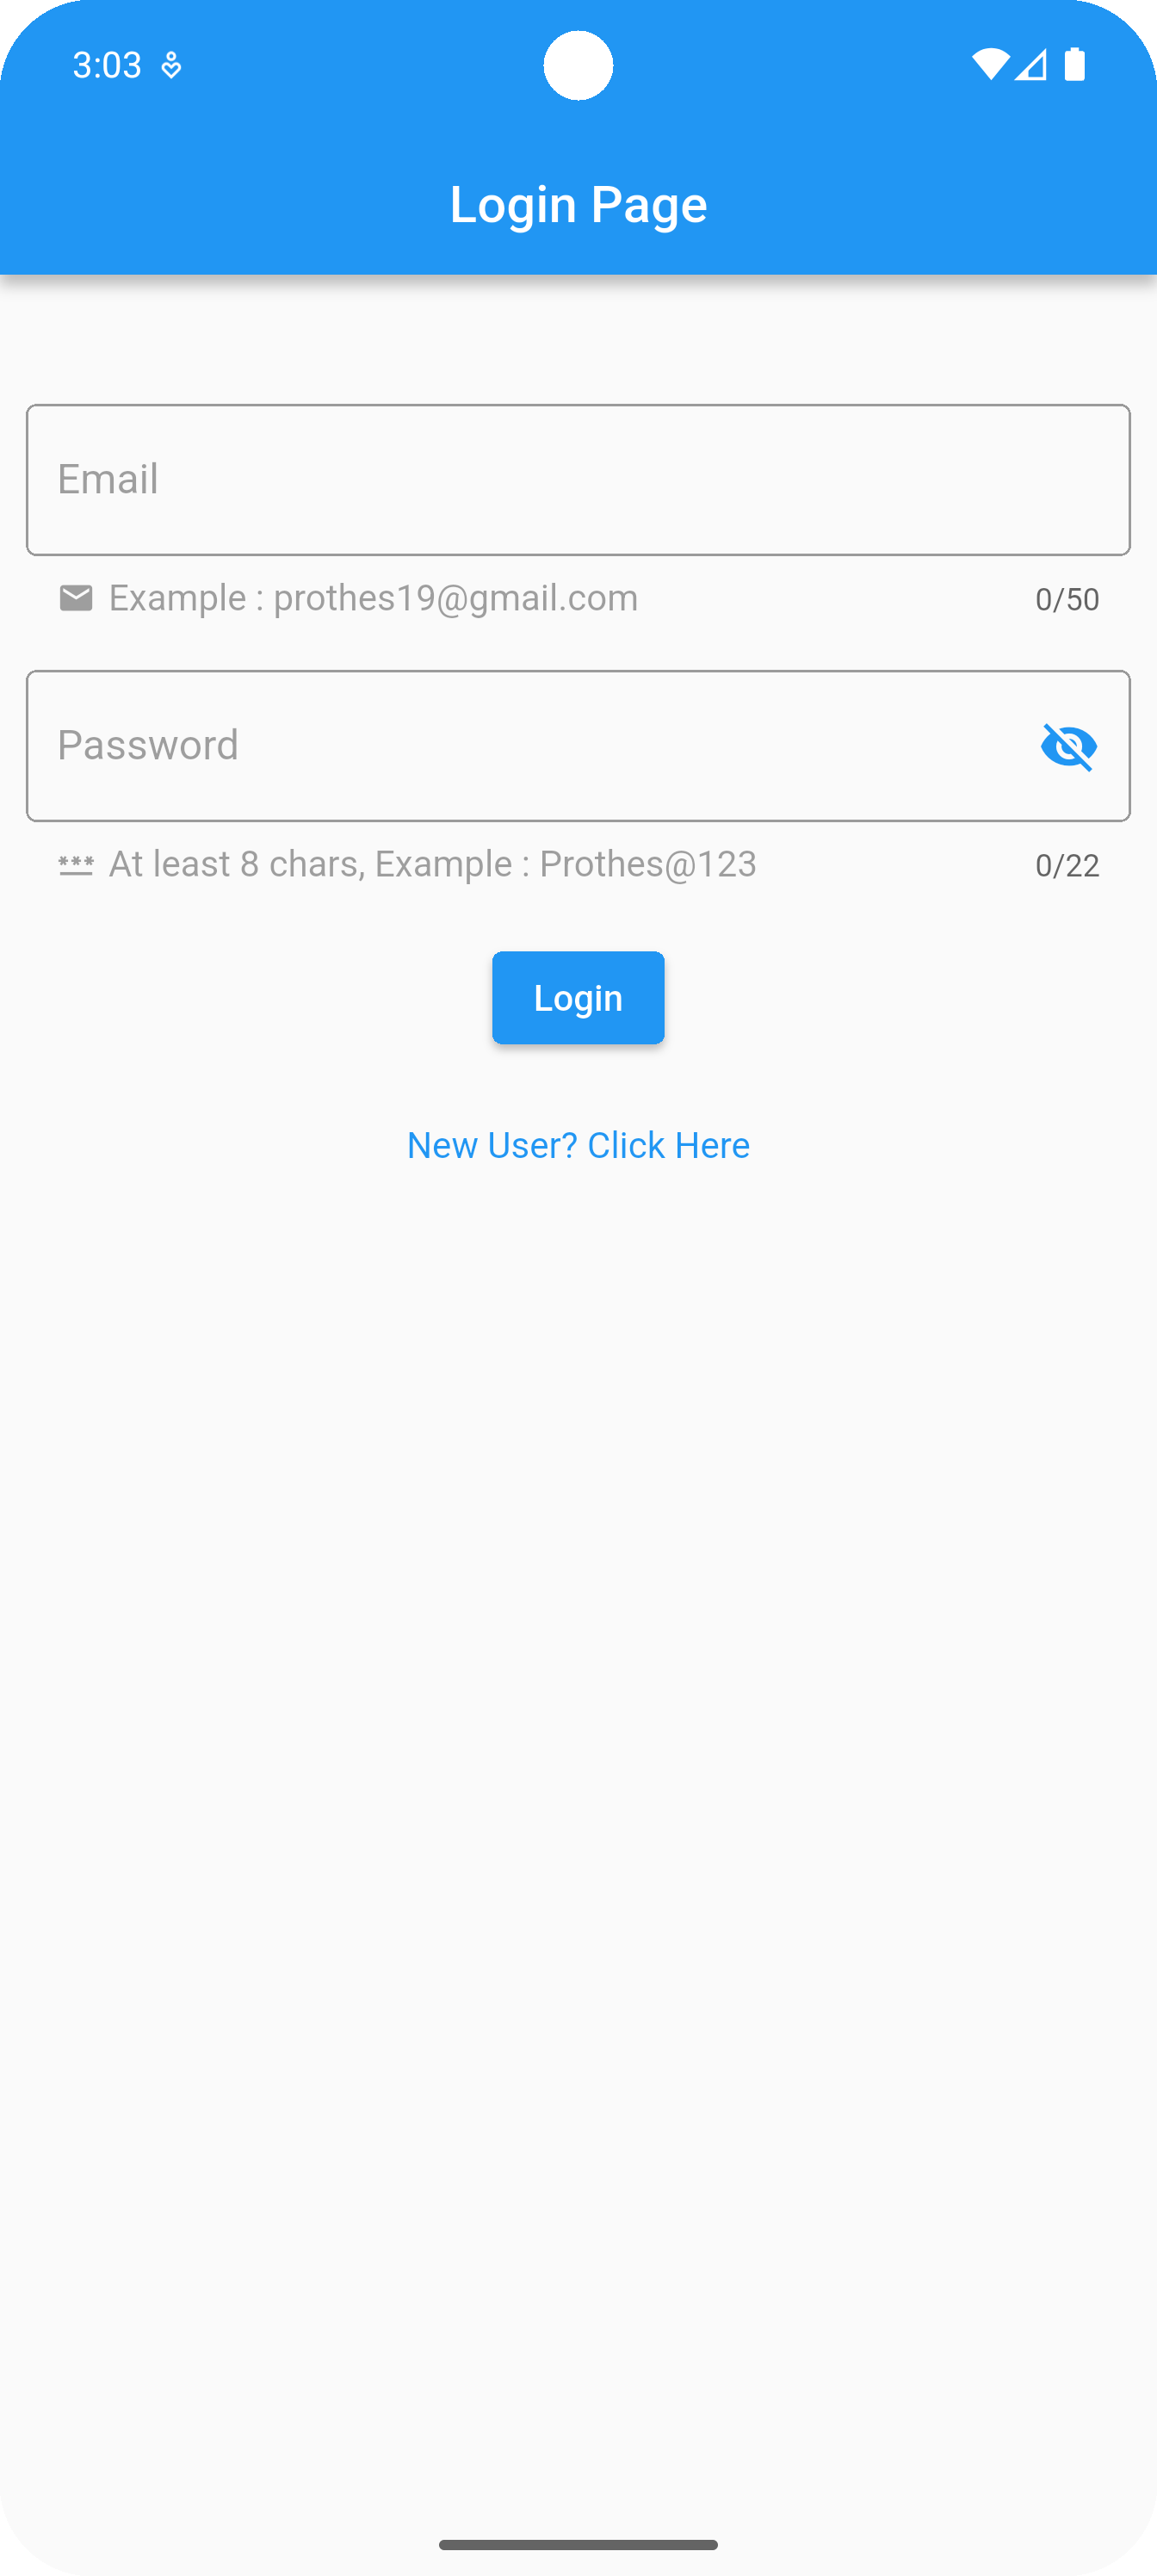 3:03
Login Page
Email
Example : prothes19@gmail.com 0/50
Password
At least 8 chars, Example : Prothes@123 0/22
Login
New User? Click Here